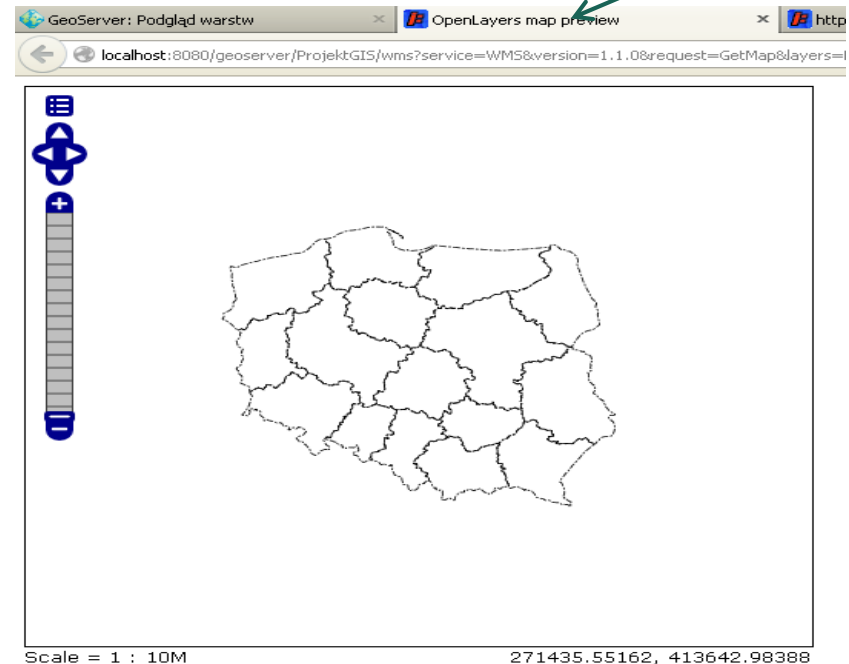 GeoServer: Podgląd warstw × OpenLayers map preview × http
localhost:8080/geoserver/ProjektGIS/wms?service=WMS&version=1.1.0&request=GetMap&layers=
Scale = 1 : 10M 271435.55162, 413642.98388